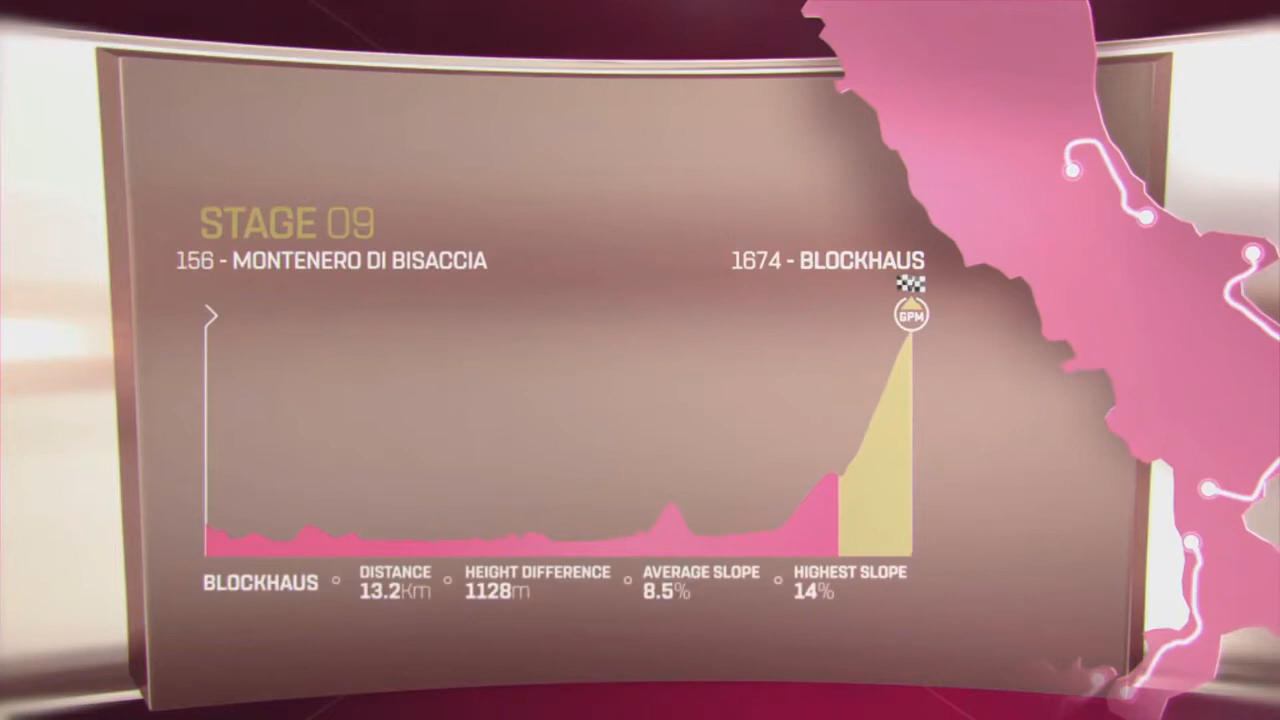 STAGE 09
156 - MONTENERO DI BISACCIA
1674 - BLOCKHAUS
GPM
BLOCKHAUS
DISTANCE
13.2Km
HEIGHT DIFFERENCE
1128m
AVERAGE SLOPE
8.5%
HIGHEST SLOPE
14%